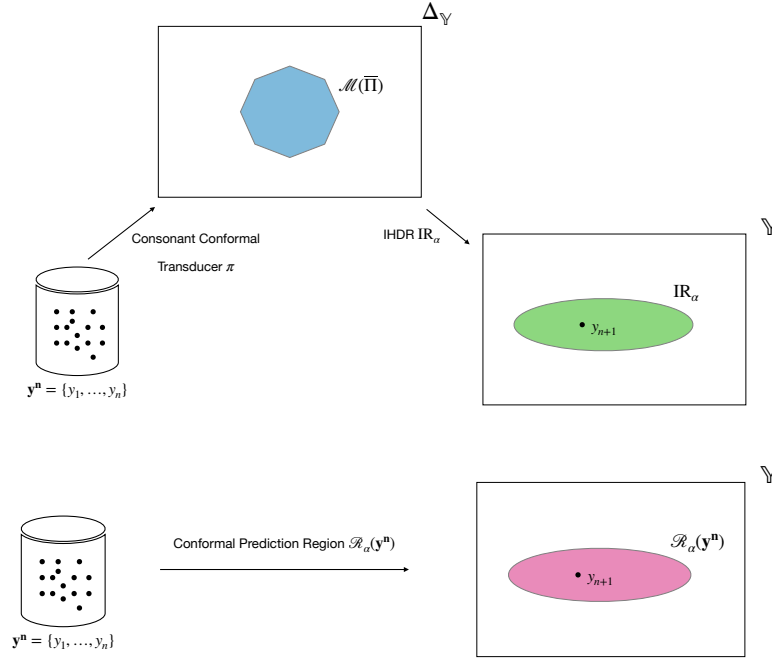 Δ_𝕐
ℳ(Π̅)
Consonant Conformal
Transducer π
IHDR IR_α
𝕐
IR_α
y_{n+1}
𝐲^𝐧 = {y_1, …, y_n}
𝕐
Conformal Prediction Region ℛ_α(𝐲^𝐧)
ℛ_α(𝐲^𝐧)
y_{n+1}
𝐲^𝐧 = {y_1, …, y_n}